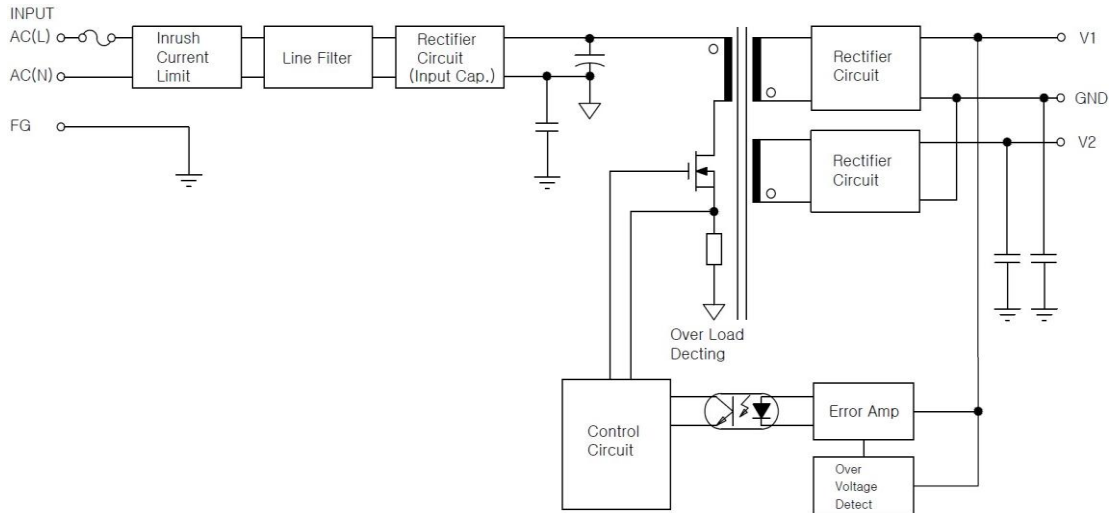 INPUT
AC(L)
AC(N)
FG
Inrush
Current
Limit
Line Filter
Rectifier
Circuit
(Input Cap.)
Rectifier
Circuit
V1
GND
Rectifier
Circuit
V2
Over Load
Decting
Control
Circuit
Error Amp
Over
Voltage
Detect